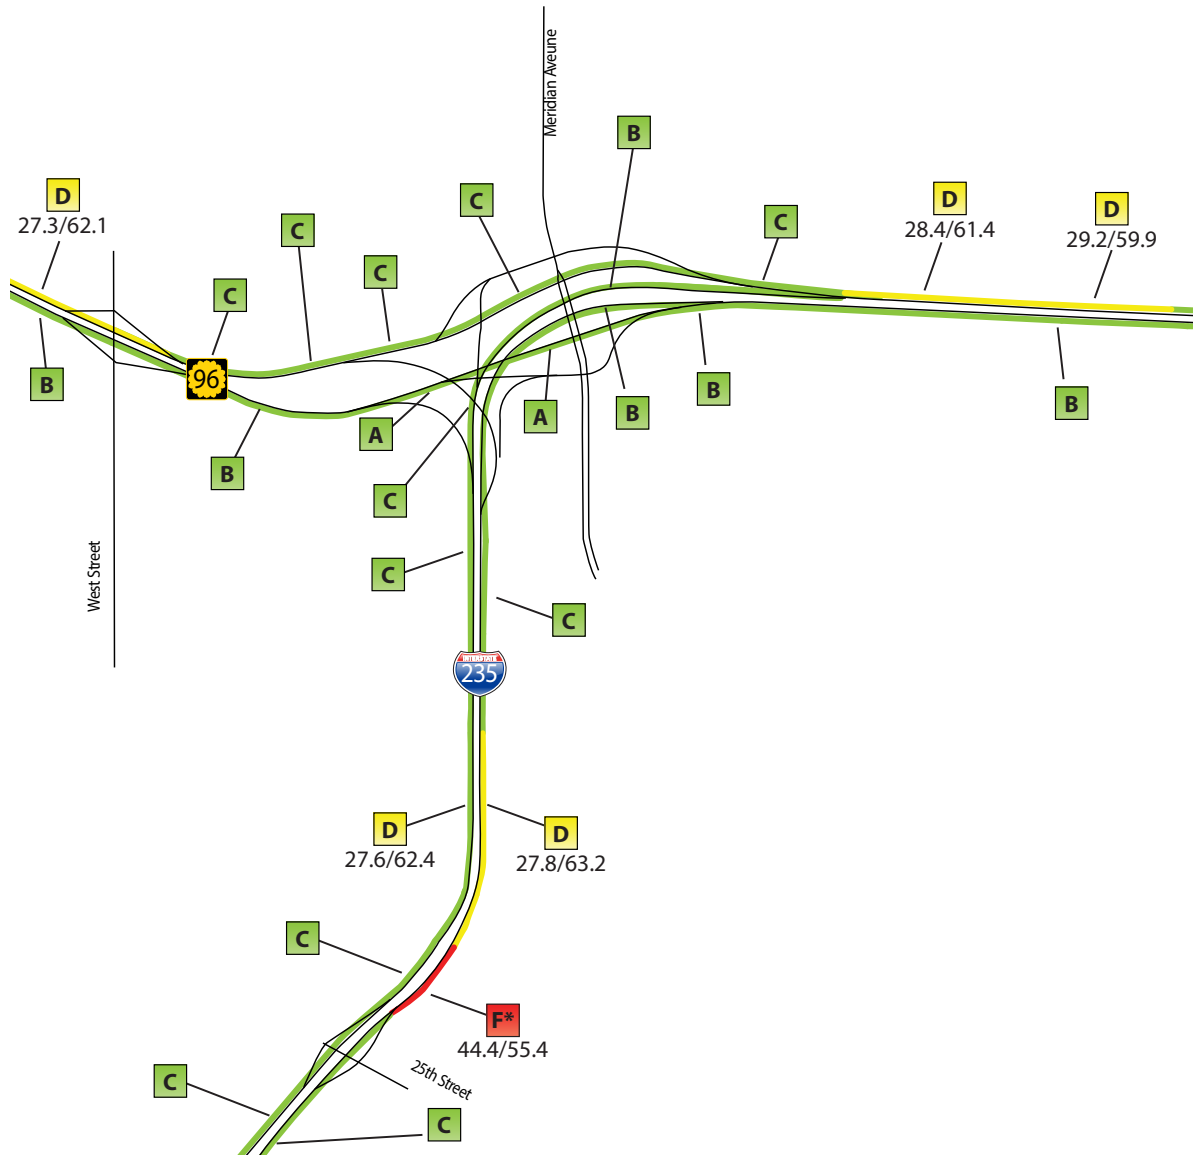 Meridian Aveune
B
D
27.3/62.1
C
C
C
D
28.4/61.4
D
29.2/59.9
C
C
B
96
B
A
A
B
B
B
C
C
C
West Street
INTERSTATE
235
D
27.6/62.4
D
27.8/63.2
C
F*
44.4/55.4
25th Street
C
C